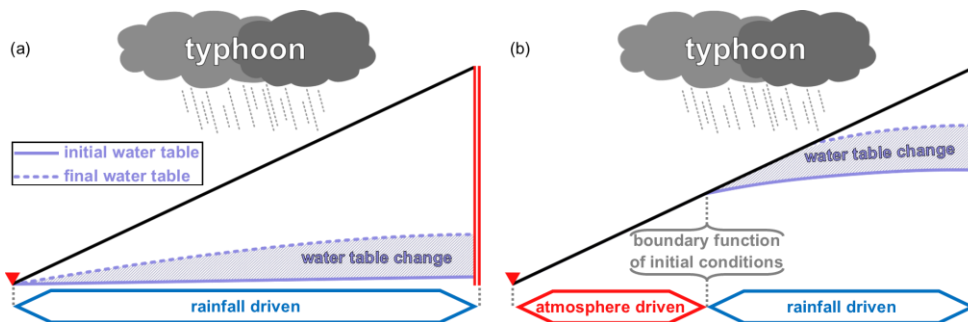 (a)
typhoon
initial water table
final water table
water table change
rainfall driven
(b)
typhoon
water table change
boundary function
of initial conditions
atmosphere driven
rainfall driven